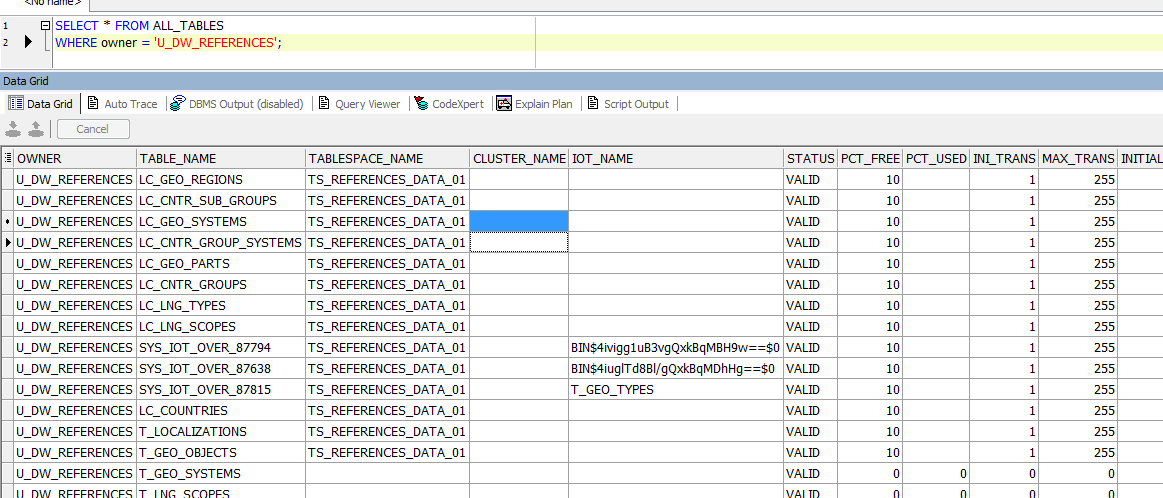 <No name>
1 SELECT * FROM ALL_TABLES
2 WHERE owner = 'U_DW_REFERENCES';
Data Grid
Data Grid Auto Trace DBMS Output (disabled) Query Viewer CodeXpert Explain Plan Script Output
Cancel
OWNER TABLE_NAME TABLESPACE_NAME CLUSTER_NAME IOT_NAME STATUS PCT_FREE PCT_USED INI_TRANS MAX_TRANS INITIAL
U_DW_REFERENCES LC_GEO_REGIONS TS_REFERENCES_DATA_01 VALID 10 1 255
U_DW_REFERENCES LC_CNTR_SUB_GROUPS TS_REFERENCES_DATA_01 VALID 10 1 255
U_DW_REFERENCES LC_GEO_SYSTEMS TS_REFERENCES_DATA_01 VALID 10 1 255
U_DW_REFERENCES LC_CNTR_GROUP_SYSTEMS TS_REFERENCES_DATA_01 VALID 10 1 255
U_DW_REFERENCES LC_GEO_PARTS TS_REFERENCES_DATA_01 VALID 10 1 255
U_DW_REFERENCES LC_CNTR_GROUPS TS_REFERENCES_DATA_01 VALID 10 1 255
U_DW_REFERENCES LC_LNG_TYPES TS_REFERENCES_DATA_01 VALID 10 1 255
U_DW_REFERENCES LC_LNG_SCOPES TS_REFERENCES_DATA_01 VALID 10 1 255
U_DW_REFERENCES SYS_IOT_OVER_87794 TS_REFERENCES_DATA_01 BIN$4ivigg1uB3vgQxkBqMBH9w==$0 VALID 10 1 255
U_DW_REFERENCES SYS_IOT_OVER_87638 TS_REFERENCES_DATA_01 BIN$4iuglTd8Bl/gQxkBqMDhHg==$0 VALID 10 1 255
U_DW_REFERENCES SYS_IOT_OVER_87815 TS_REFERENCES_DATA_01 T_GEO_TYPES VALID 10 1 255
U_DW_REFERENCES LC_COUNTRIES TS_REFERENCES_DATA_01 VALID 10 1 255
U_DW_REFERENCES T_LOCALIZATIONS TS_REFERENCES_DATA_01 VALID 10 1 255
U_DW_REFERENCES T_GEO_OBJECTS TS_REFERENCES_DATA_01 VALID 10 1 255
U_DW_REFERENCES T_GEO_SYSTEMS VALID 0 0 0 0
U_DW_REFERENCES T_LNG_SCOPES VALID 0 0 0 0